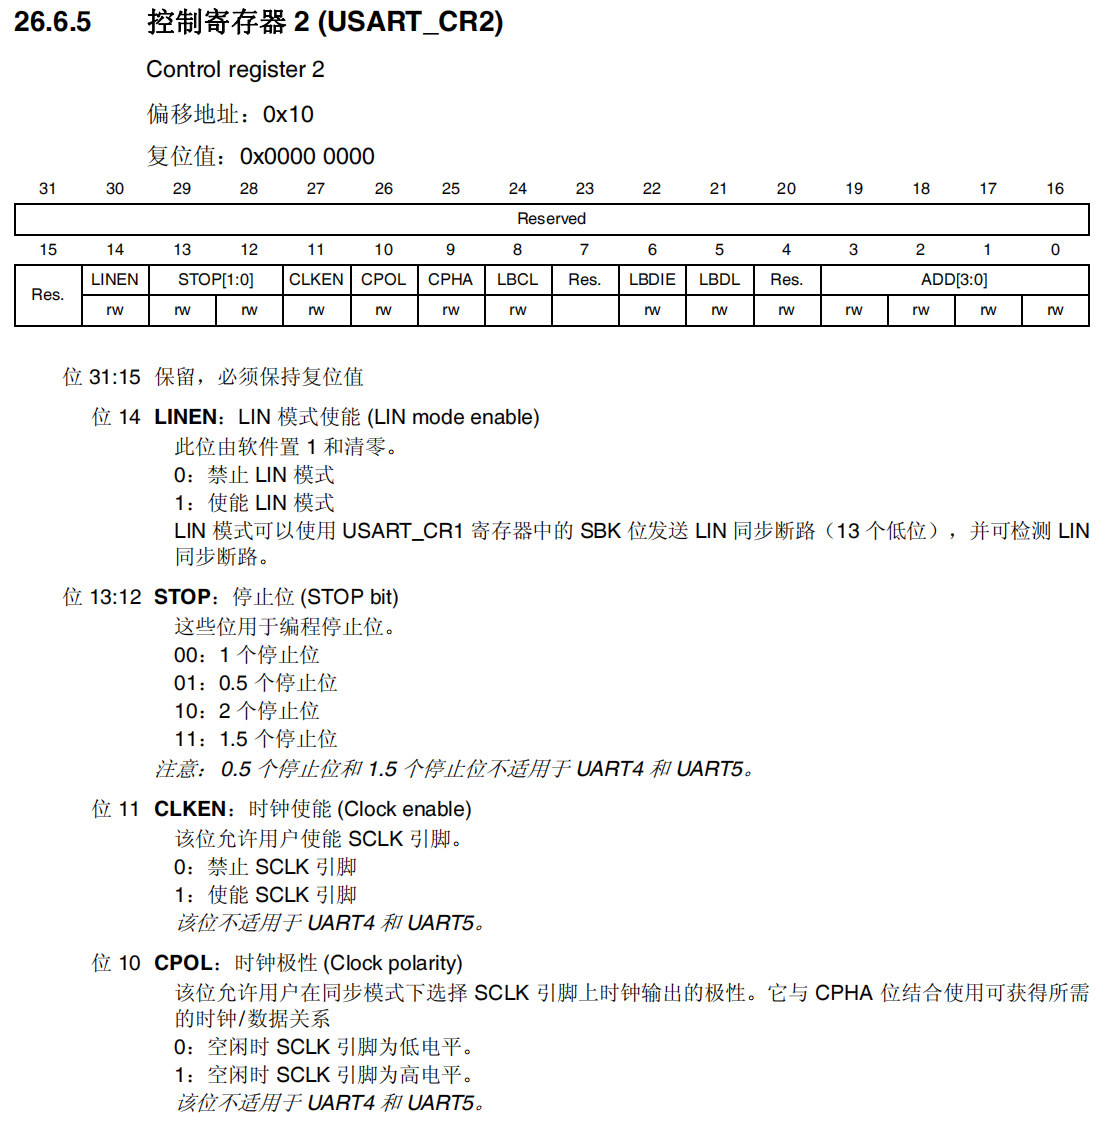 26.6.5 控制寄存器 2 (USART_CR2)
Control register 2
偏移地址：0x10
复位值：0x0000 0000
31 30 29 28 27 26 25 24 23 22 21 20 19 18 17 16
Reserved
15 14 13 12 11 10 9 8 7 6 5 4 3 2 1 0
Res. LINEN STOP[1:0] CLKEN CPOL CPHA LBCL Res. LBDIE LBDL Res. ADD[3:0]
rw rw rw rw rw rw rw rw rw rw rw rw rw rw
位 31:15 保留，必须保持复位值
位 14 LINEN：LIN 模式使能 (LIN mode enable)
此位由软件置 1 和清零。
0：禁止 LIN 模式
1：使能 LIN 模式
LIN 模式可以使用 USART_CR1 寄存器中的 SBK 位发送 LIN 同步断路（13 个低位），并可检测 LIN
同步断路。
位 13:12 STOP：停止位 (STOP bit)
这些位用于编程停止位。
00：1 个停止位
01：0.5 个停止位
10：2 个停止位
11：1.5 个停止位
注意：0.5 个停止位和 1.5 个停止位不适用于 UART4 和 UART5。
位 11 CLKEN：时钟使能 (Clock enable)
该位允许用户使能 SCLK 引脚。
0：禁止 SCLK 引脚
1：使能 SCLK 引脚
该位不适用于 UART4 和 UART5。
位 10 CPOL：时钟极性 (Clock polarity)
该位允许用户在同步模式下选择 SCLK 引脚上时钟输出的极性。它与 CPHA 位结合使用可获得所需
的时钟/数据关系
0：空闲时 SCLK 引脚为低电平。
1：空闲时 SCLK 引脚为高电平。
该位不适用于 UART4 和 UART5。